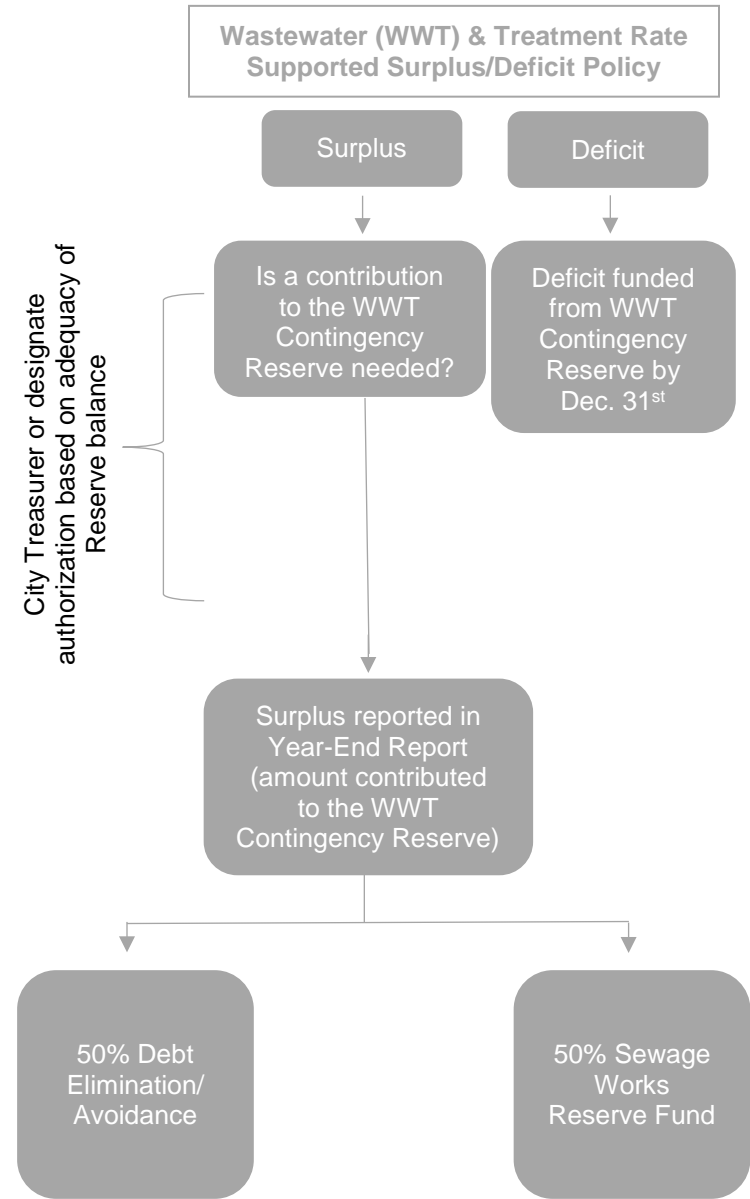 Wastewater (WWT) & Treatment Rate
Supported Surplus/Deficit Policy
Surplus
Deficit
Is a contribution
to the WWT
Contingency
Reserve needed?
Deficit funded
from WWT
Contingency
Reserve by
Dec. 31st
City Treasurer or designate
authorization based on adequacy of
Reserve balance
Surplus reported in
Year-End Report
(amount contributed
to the WWT
Contingency Reserve)
50% Debt
Elimination/
Avoidance
50% Sewage
Works
Reserve Fund